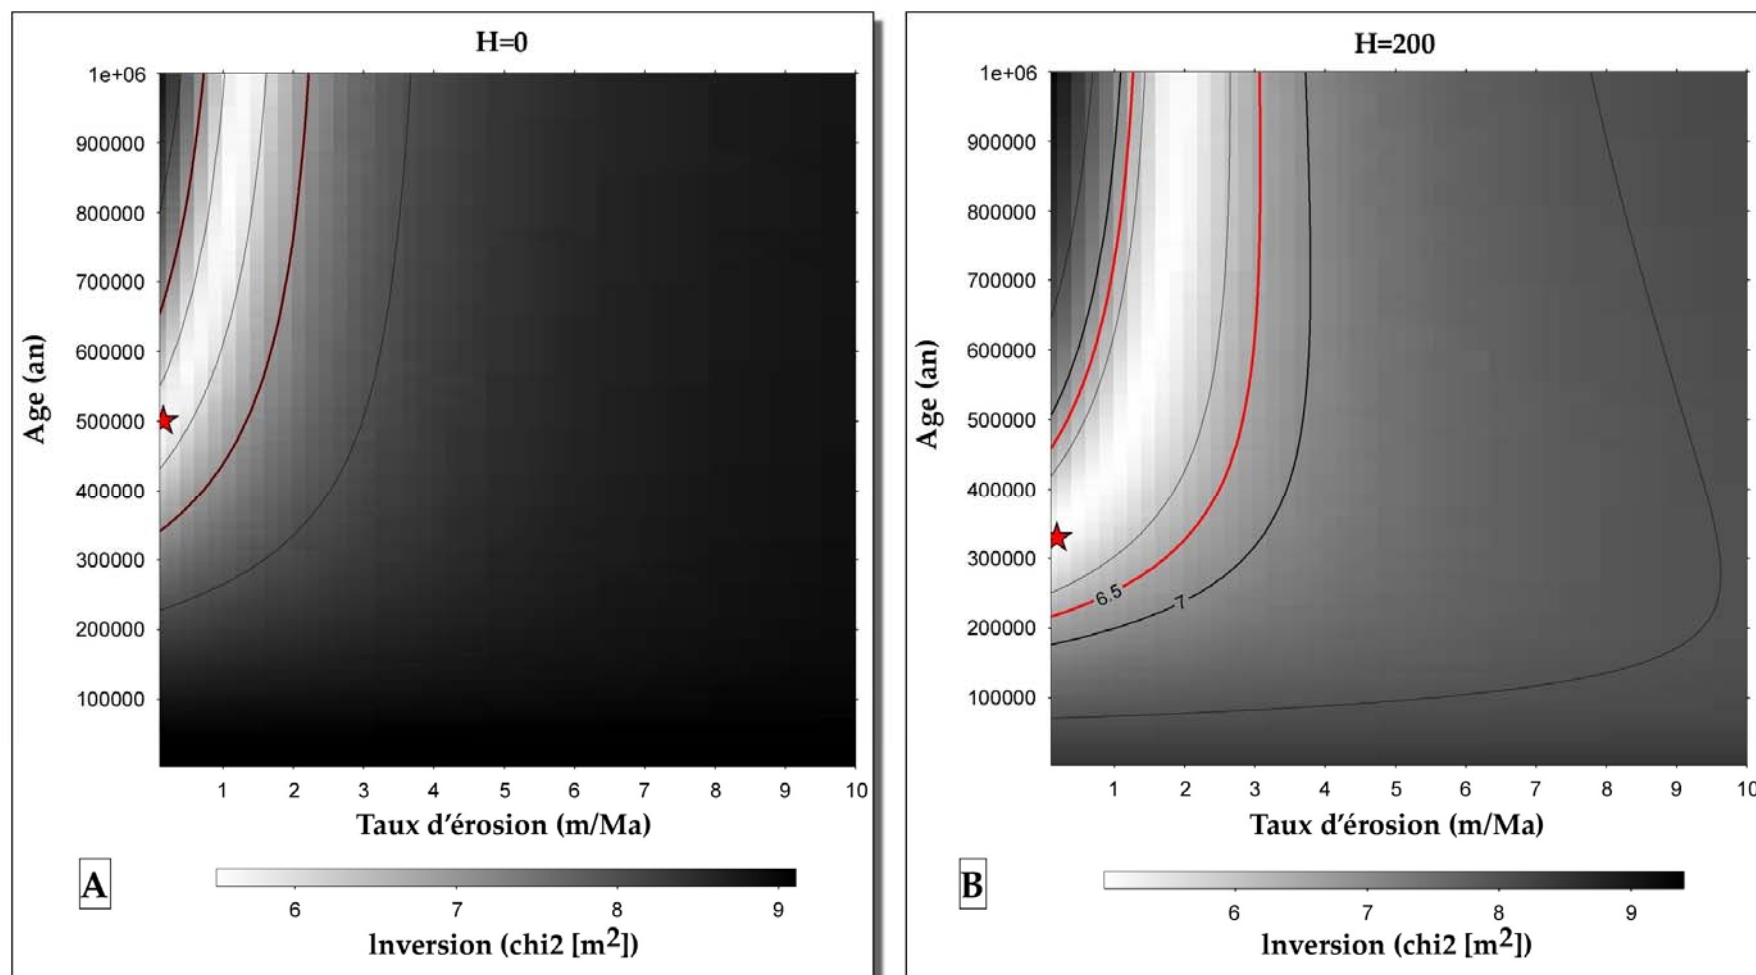 H=0
1e+06
900000
800000
700000
600000
500000
400000
300000
200000
100000
Age (an)
1 2 3 4 5 6 7 8 9 10
Taux d'érosion (m/Ma)
A
6 7 8 9
Inversion (chi2 [m2])
H=200
1e+06
900000
800000
700000
600000
500000
400000
300000
200000
100000
Age (an)
6.5
7
1 2 3 4 5 6 7 8 9 10
Taux d'érosion (m/Ma)
B
6 7 8 9
Inversion (chi2 [m2])